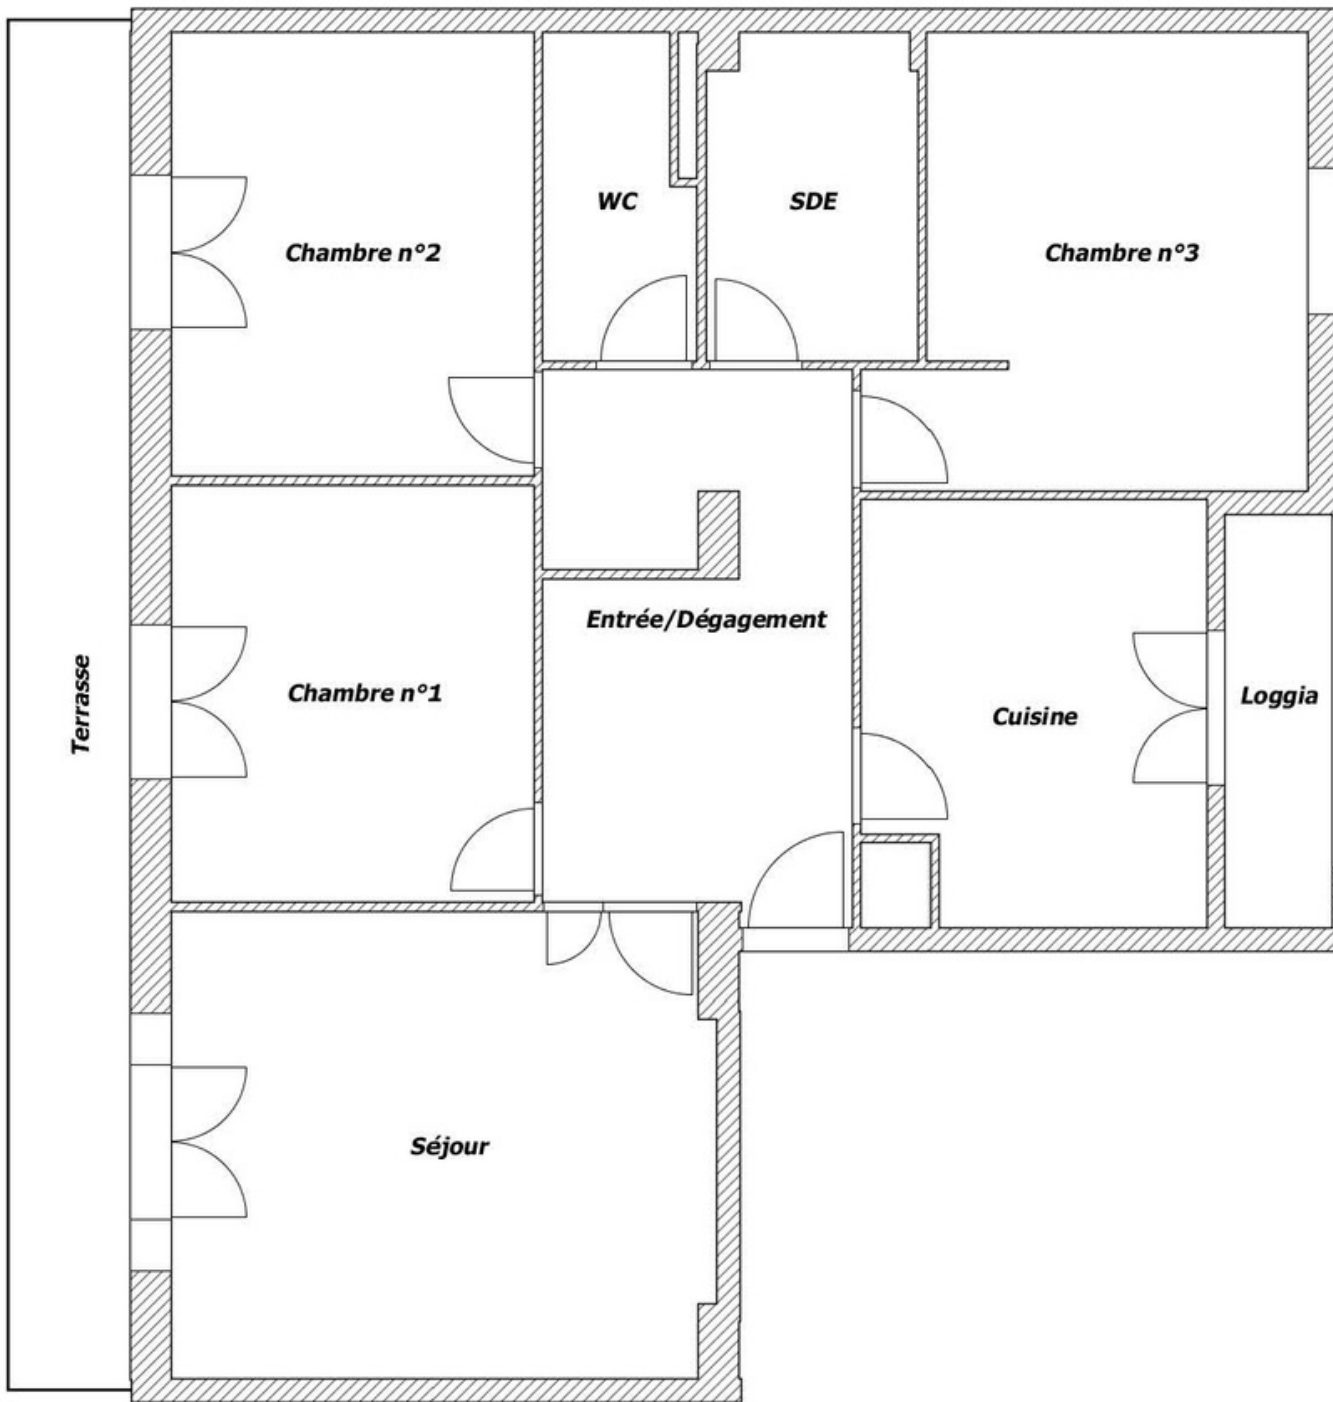 WC
SDE
Chambre n°2
Chambre n°3
Entrée/Dégagement
Terrasse
Chambre n°1
Cuisine
Loggia
Séjour